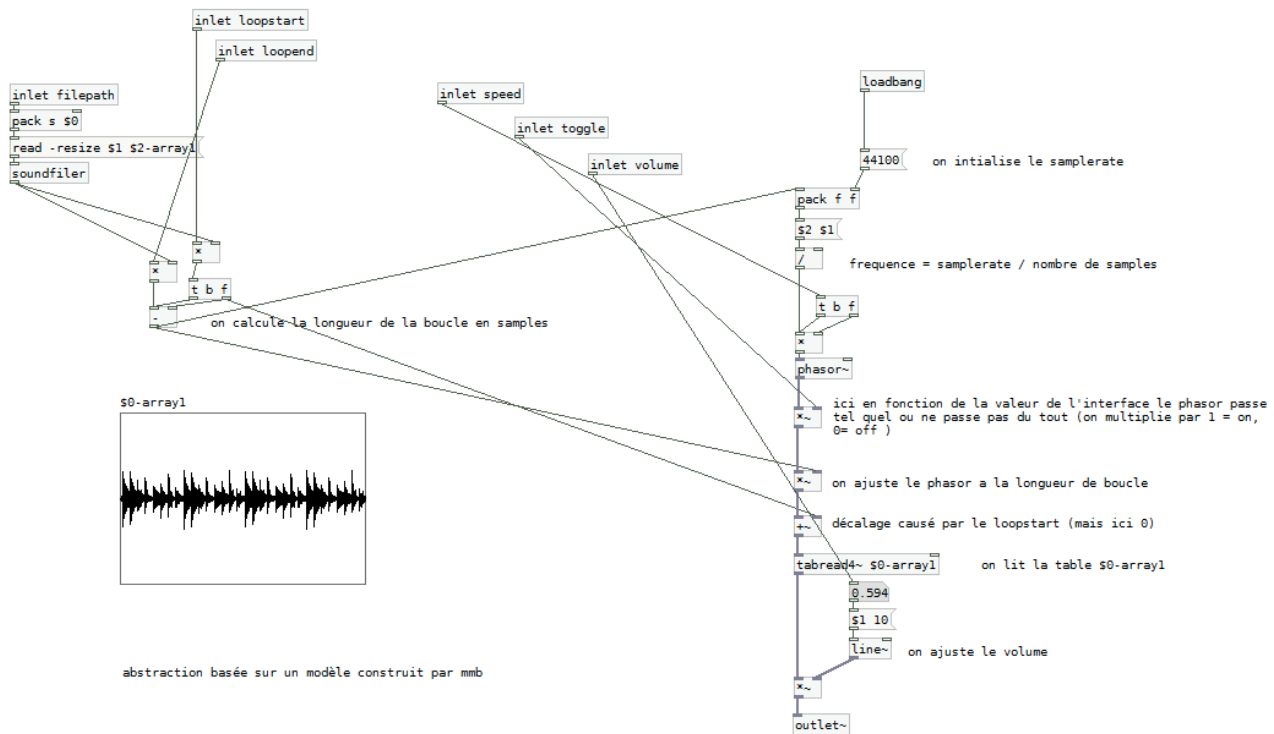 inlet loopstart
inlet loopend
inlet filepath
pack s $0
read -resize $1 $2-array1
soundfiler
*
*
t b f
-
on calcule la longueur de la boucle en samples
inlet speed
inlet toggle
inlet volume
loadbang
44100
on intialise le samplerate
pack f f
$2 $1
/
frequence = samplerate / nombre de samples
t b f
*
phasor~
*~
ici en fonction de la valeur de l'interface le phasor passe
tel quel ou ne passe pas du tout (on multiplie par 1 = on,
0= off )
*~
on ajuste le phasor a la longueur de boucle
+~
décalage causé par le loopstart (mais ici 0)
tabread4~ $0-array1
on lit la table $0-array1
0.594
$1 10
line~
on ajuste le volume
*~
outlet~
$0-array1
abstraction basée sur un modèle construit par mmb